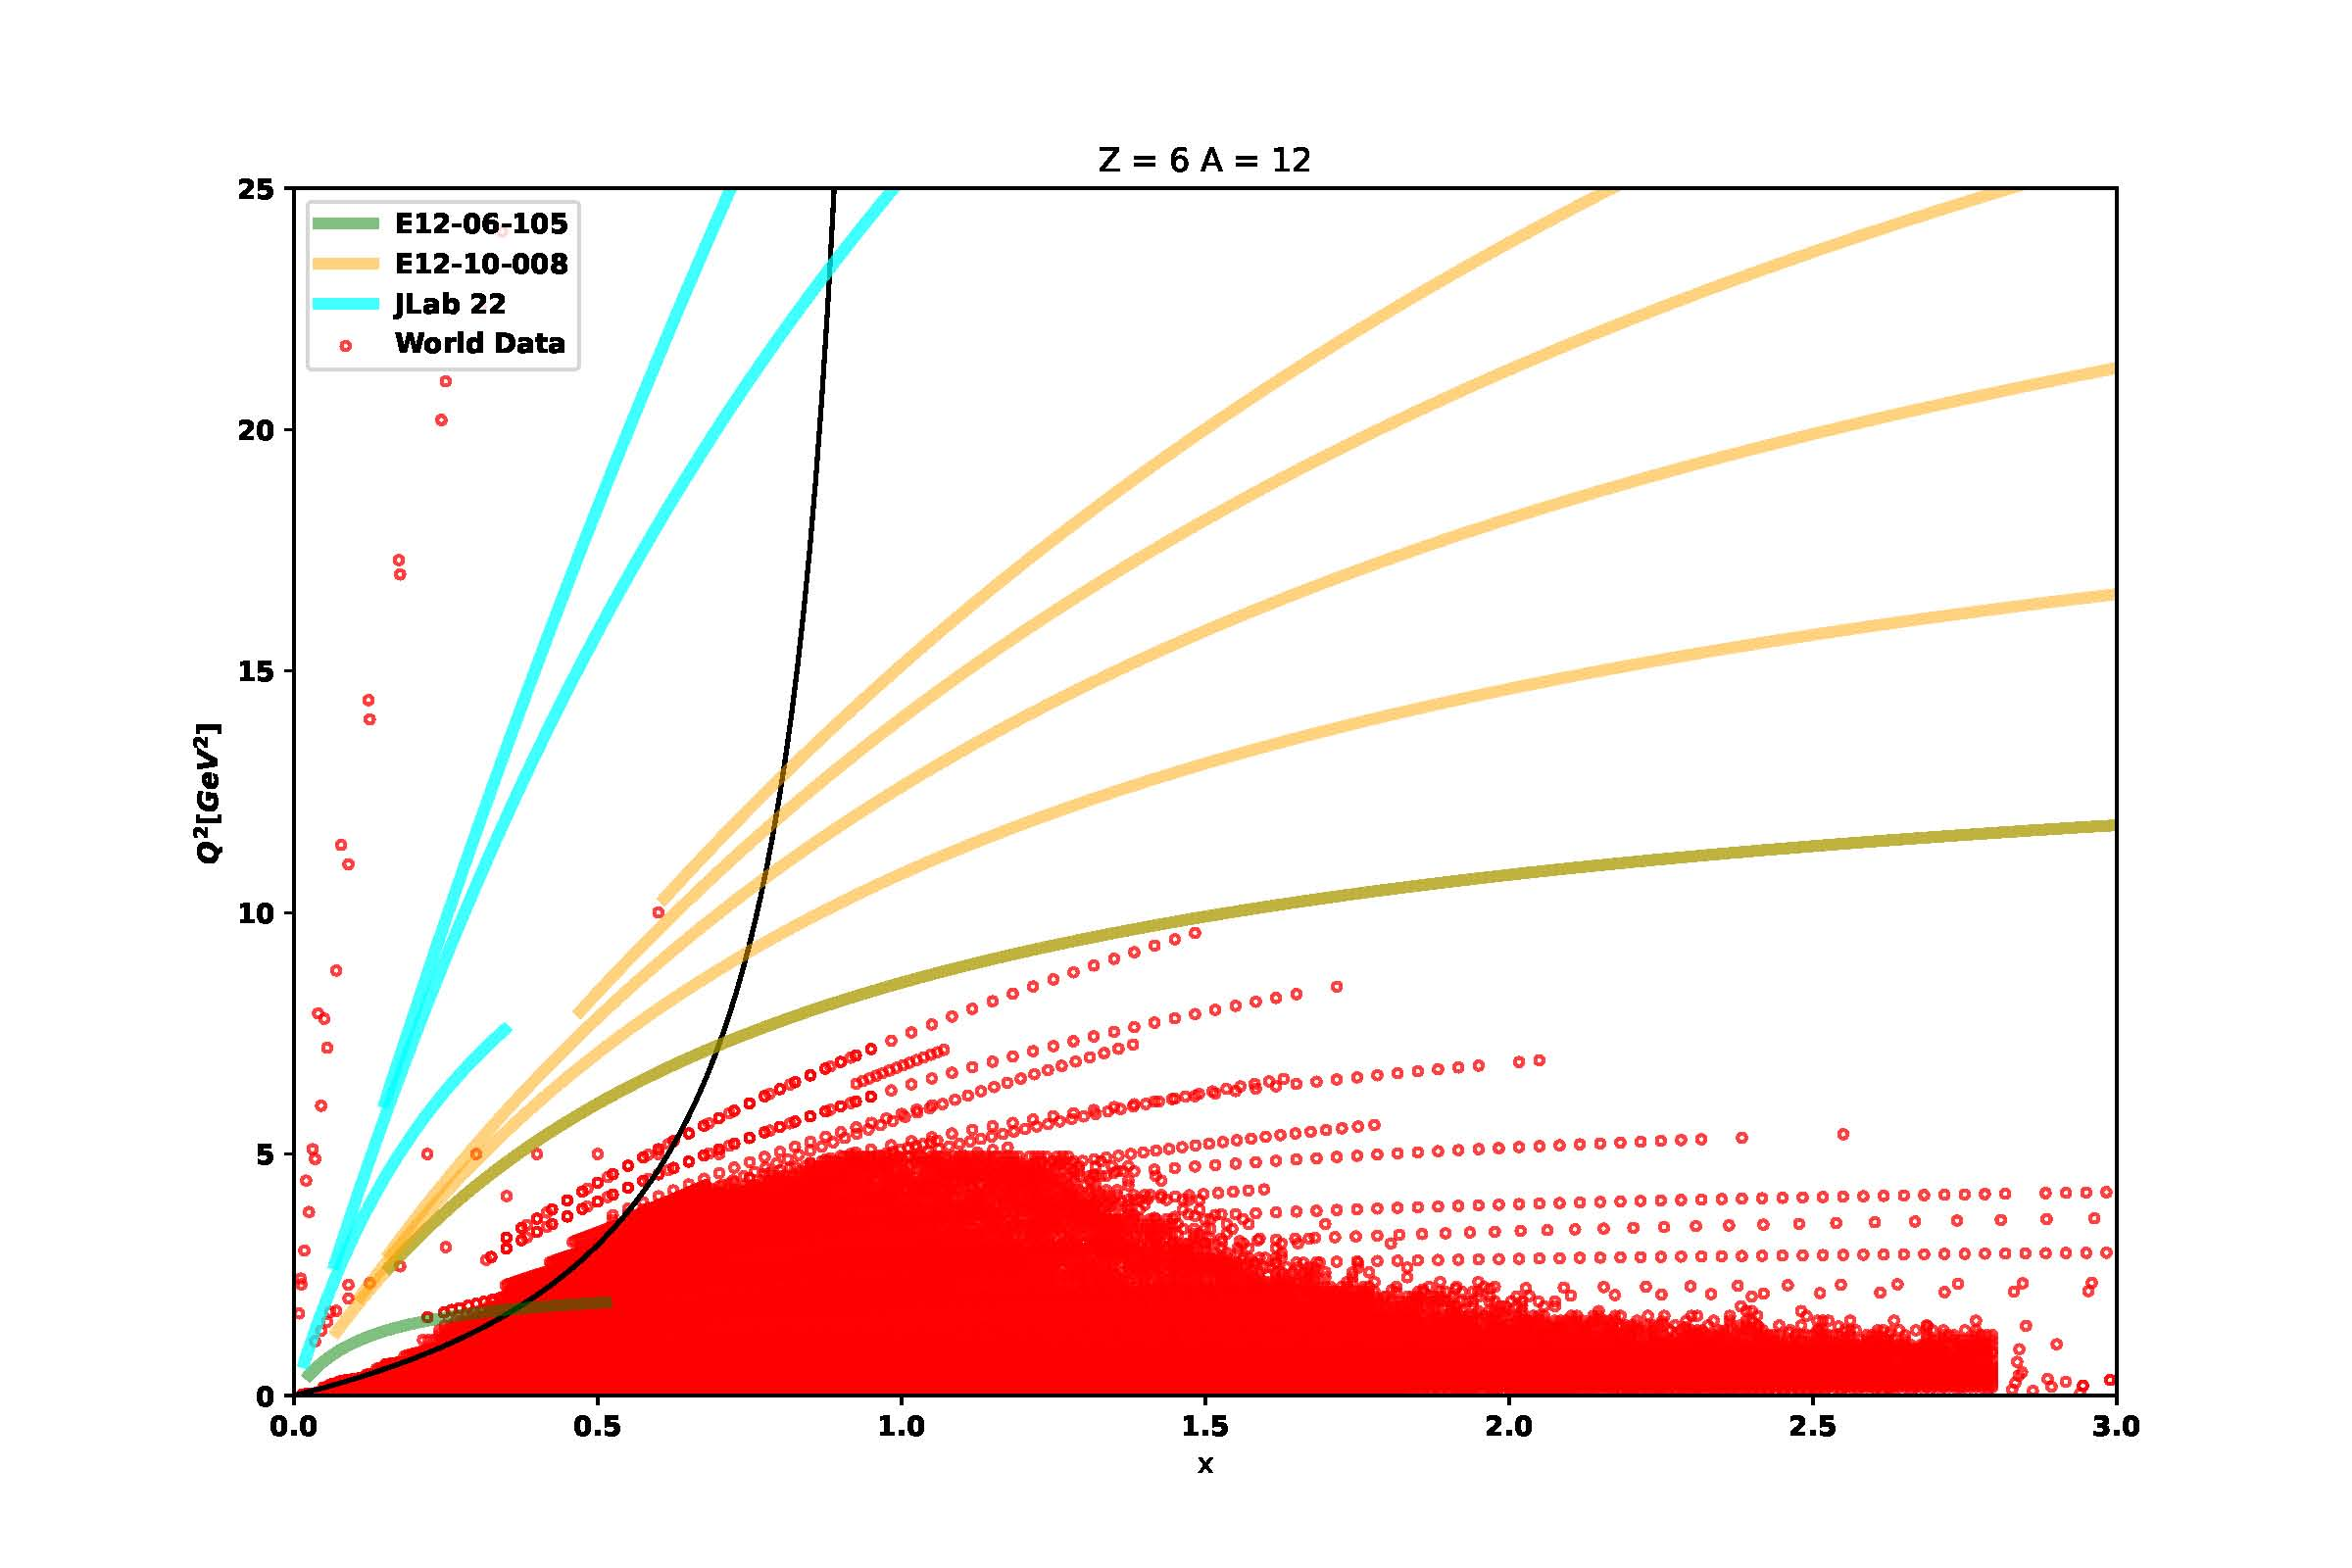 Z = 6 A = 12
25
20
15
10
5
0
Q²[GeV²]
E12-06-105
E12-10-008
JLab 22
World Data
0.0 0.5 1.0 1.5 2.0 2.5 3.0
x